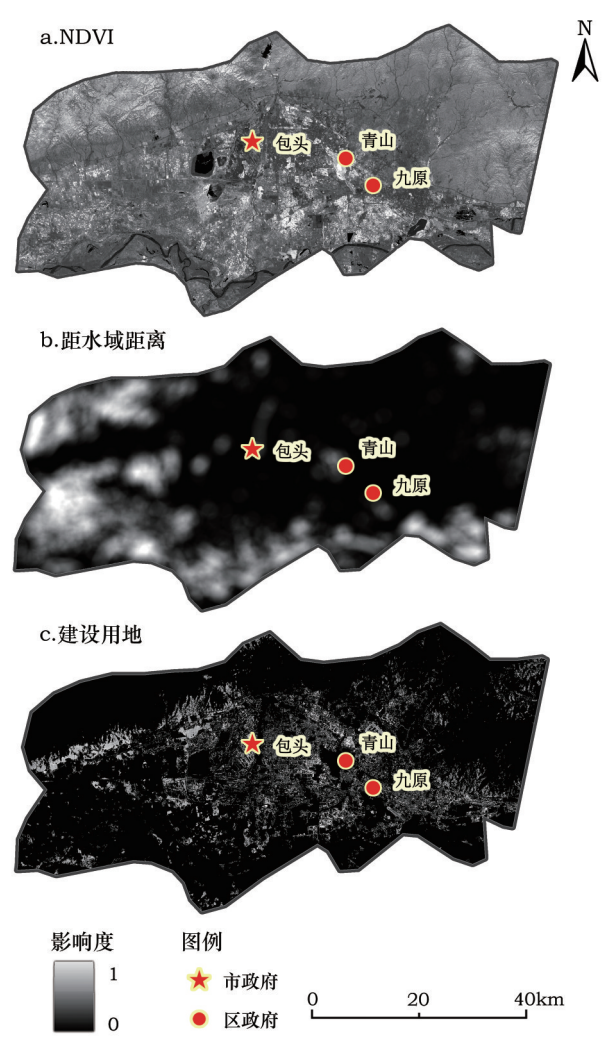 a.NDVI
N
包头
青山
九原
b.距水域距离
包头
青山
九原
c.建设用地
包头
青山
九原
影响度
1
0
图例
市政府
区政府
0 20 40km